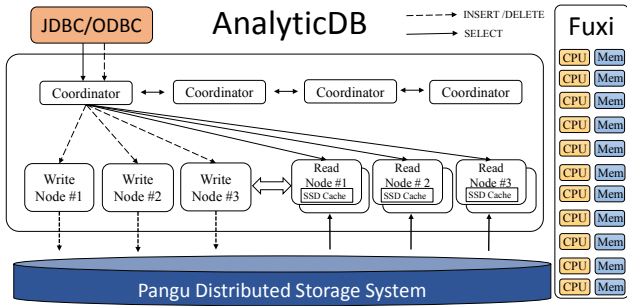 JDBC/ODBC
AnalyticDB
INSERT /DELETE
SELECT
Fuxi
Coordinator
Coordinator
Coordinator
Coordinator
Write
Node #1
Write
Node #2
Write
Node #3
Read
Node #1
SSD Cache
Read
Node # 2
SSD Cache
Read
Node #3
SSD Cache
Pangu Distributed Storage System
CPU Mem
CPU Mem
CPU Mem
CPU Mem
CPU Mem
CPU Mem
CPU Mem
CPU Mem
CPU Mem
CPU Mem
CPU Mem